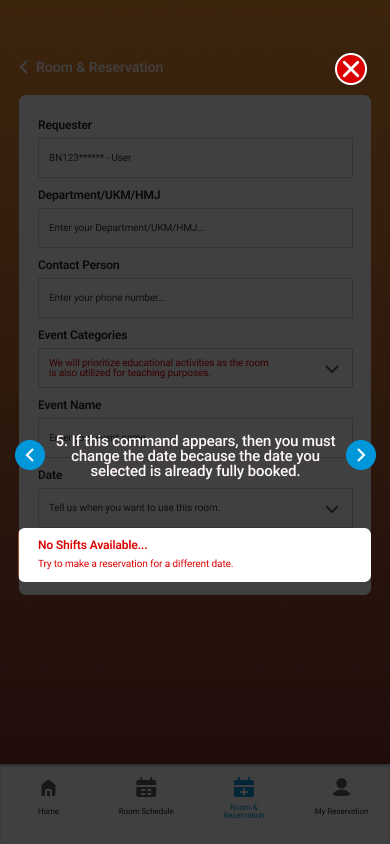 Room & Reservation
Requester
BN123****** - User
Department/UKM/HMJ
Enter your Department/UKM/HMJ...
Contact Person
Enter your phone number...
Event Categories
We will prioritize educational activities as the room
is also utilized for teaching purposes.
Event Name
5. If this command appears, then you must
change the date because the date you
selected is already fully booked.
Date
Tell us when you want to use this room.
No Shifts Available...
Try to make a reservation for a different date.
Home
Room Schedule
Room &
Reservation
My Reservation